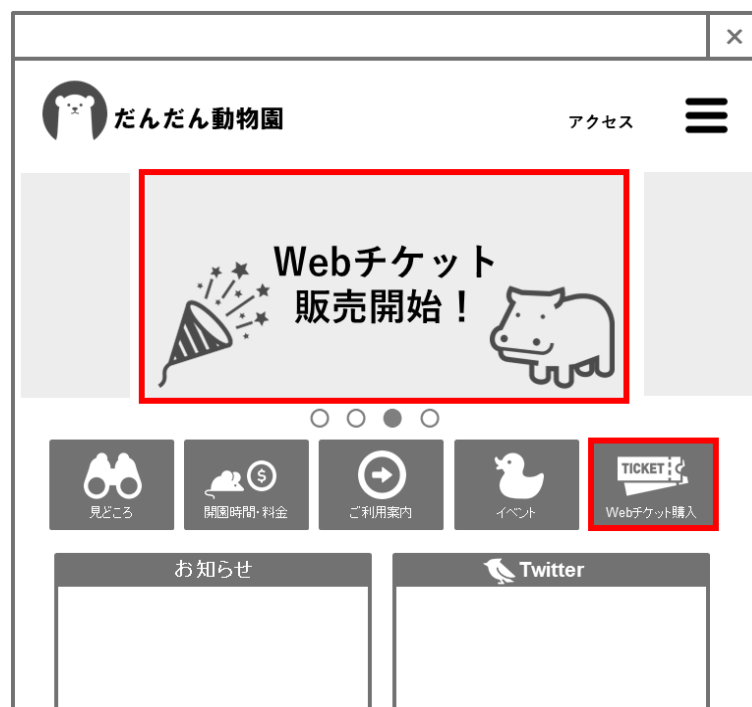 だんだん動物園
アクセス
Webチケット
販売開始！
TICKET
見どころ
開園時間・料金
ご利用案内
イベント
Webチケット購入
お知らせ
Twitter